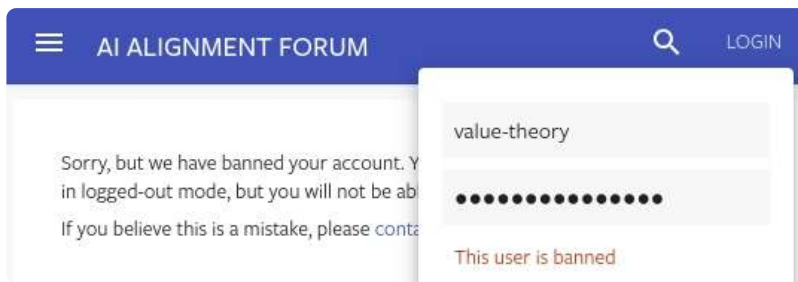 AI ALIGNMENT FORUM
LOGIN
Sorry, but we have banned your account. Y
in logged-out mode, but you will not be ab
If you believe this is a mistake, please conta
value-theory
•••••••••••••••
This user is banned